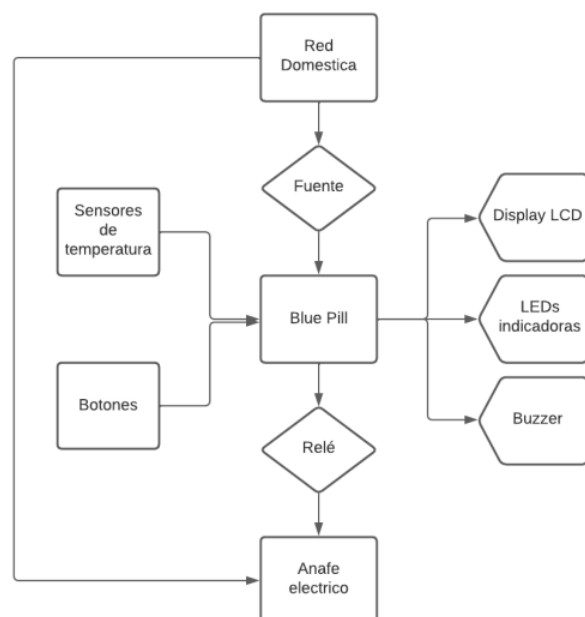 Red
Domestica
Fuente
Sensores
de
temperatura
Display LCD
Blue Pill
LEDs
indicadoras
Botones
Relé
Buzzer
Anafe
electrico